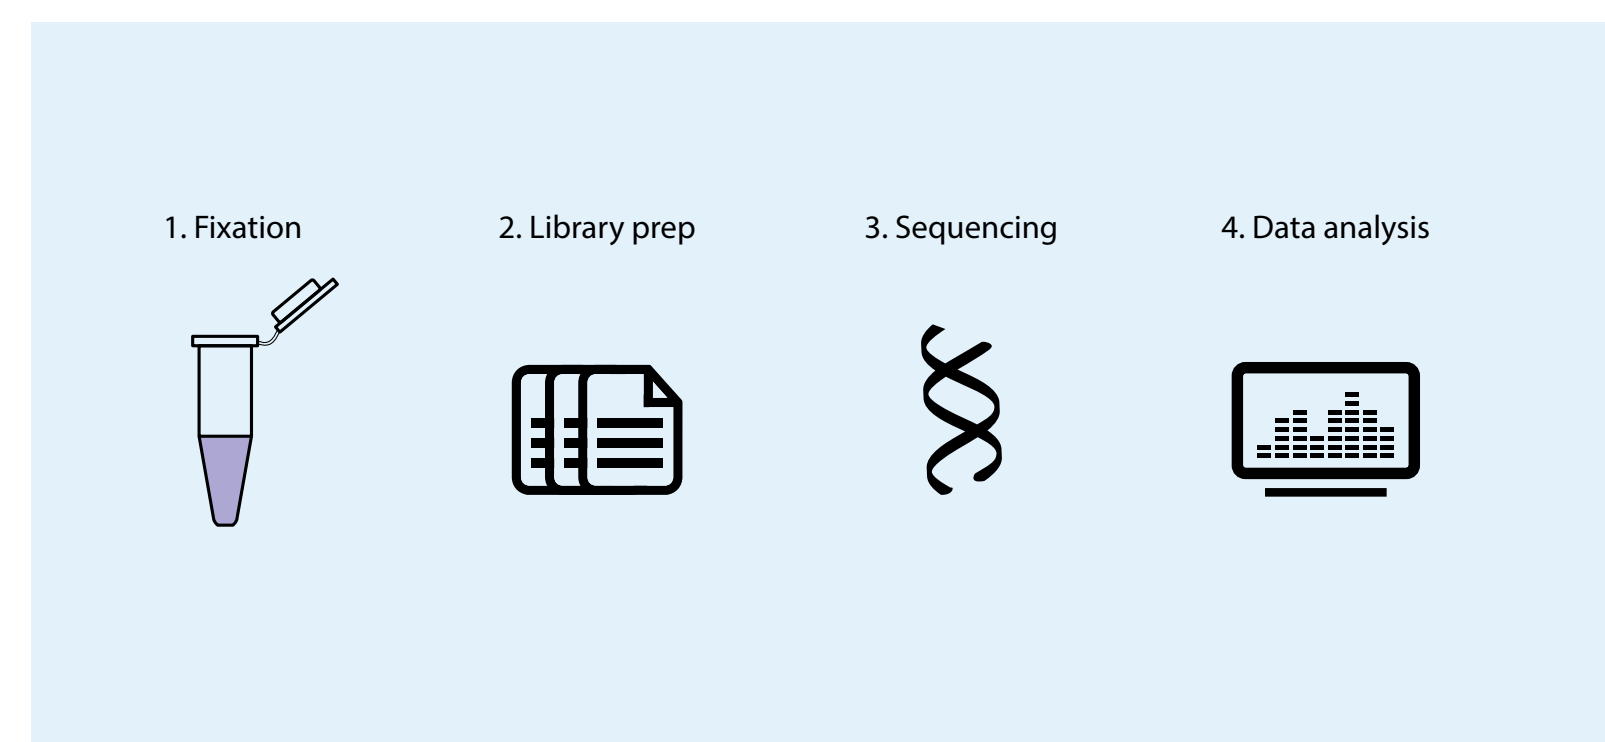 1. Fixation
2. Library prep
3. Sequencing
4. Data analysis